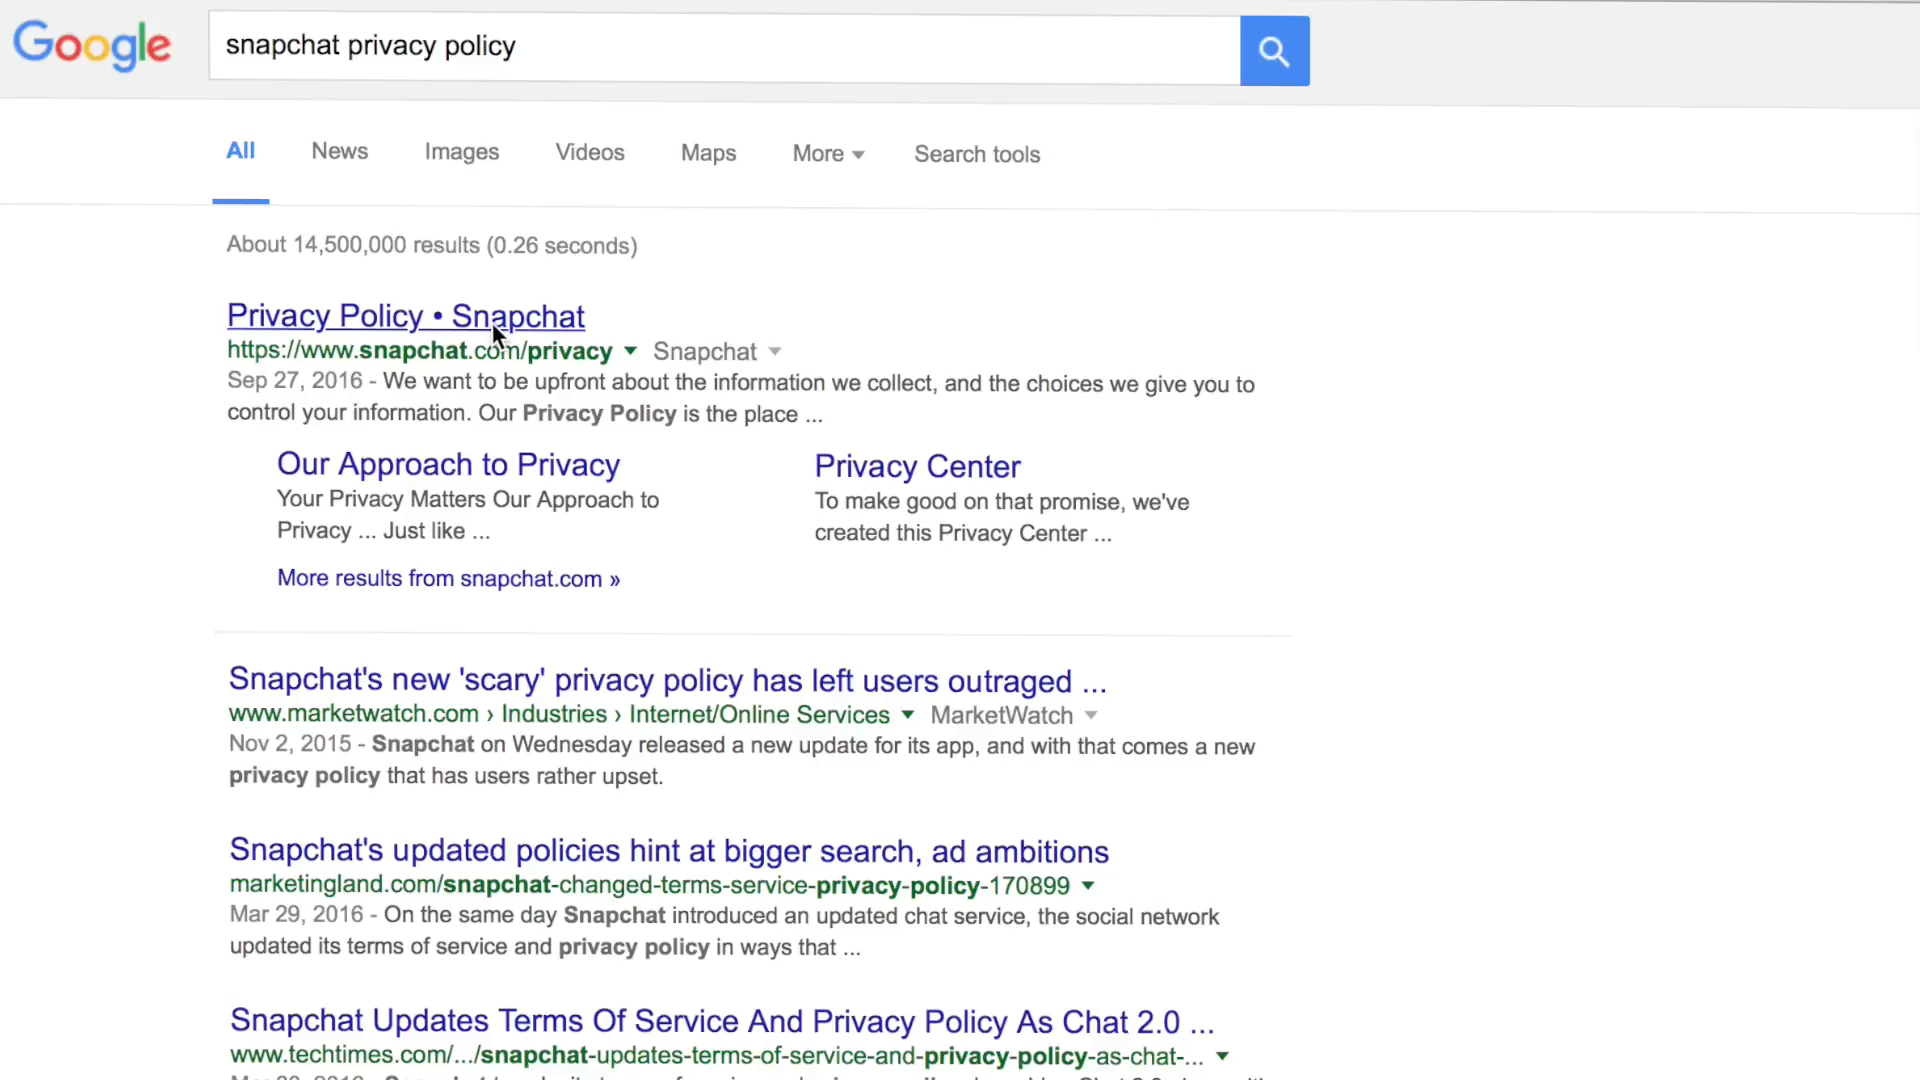 Google
snapchat privacy policy
All News Images Videos Maps More Search tools
About 14,500,000 results (0.26 seconds)
Privacy Policy • Snapchat
https://www.snapchat.com/privacy Snapchat
Sep 27, 2016 - We want to be upfront about the information we collect, and the choices we give you to
control your information. Our Privacy Policy is the place ...
Our Approach to Privacy
Your Privacy Matters Our Approach to
Privacy ... Just like ...
Privacy Center
To make good on that promise, we've
created this Privacy Center ...
More results from snapchat.com »
Snapchat's new 'scary' privacy policy has left users outraged ...
www.marketwatch.com › Industries › Internet/Online Services MarketWatch
Nov 2, 2015 - Snapchat on Wednesday released a new update for its app, and with that comes a new
privacy policy that has users rather upset.
Snapchat's updated policies hint at bigger search, ad ambitions
marketingland.com/snapchat-changed-terms-service-privacy-policy-170899
Mar 29, 2016 - On the same day Snapchat introduced an updated chat service, the social network
updated its terms of service and privacy policy in ways that ...
Snapchat Updates Terms Of Service And Privacy Policy As Chat 2.0 ...
www.techtimes.com/.../snapchat-updates-terms-of-service-and-privacy-policy-as-chat-...